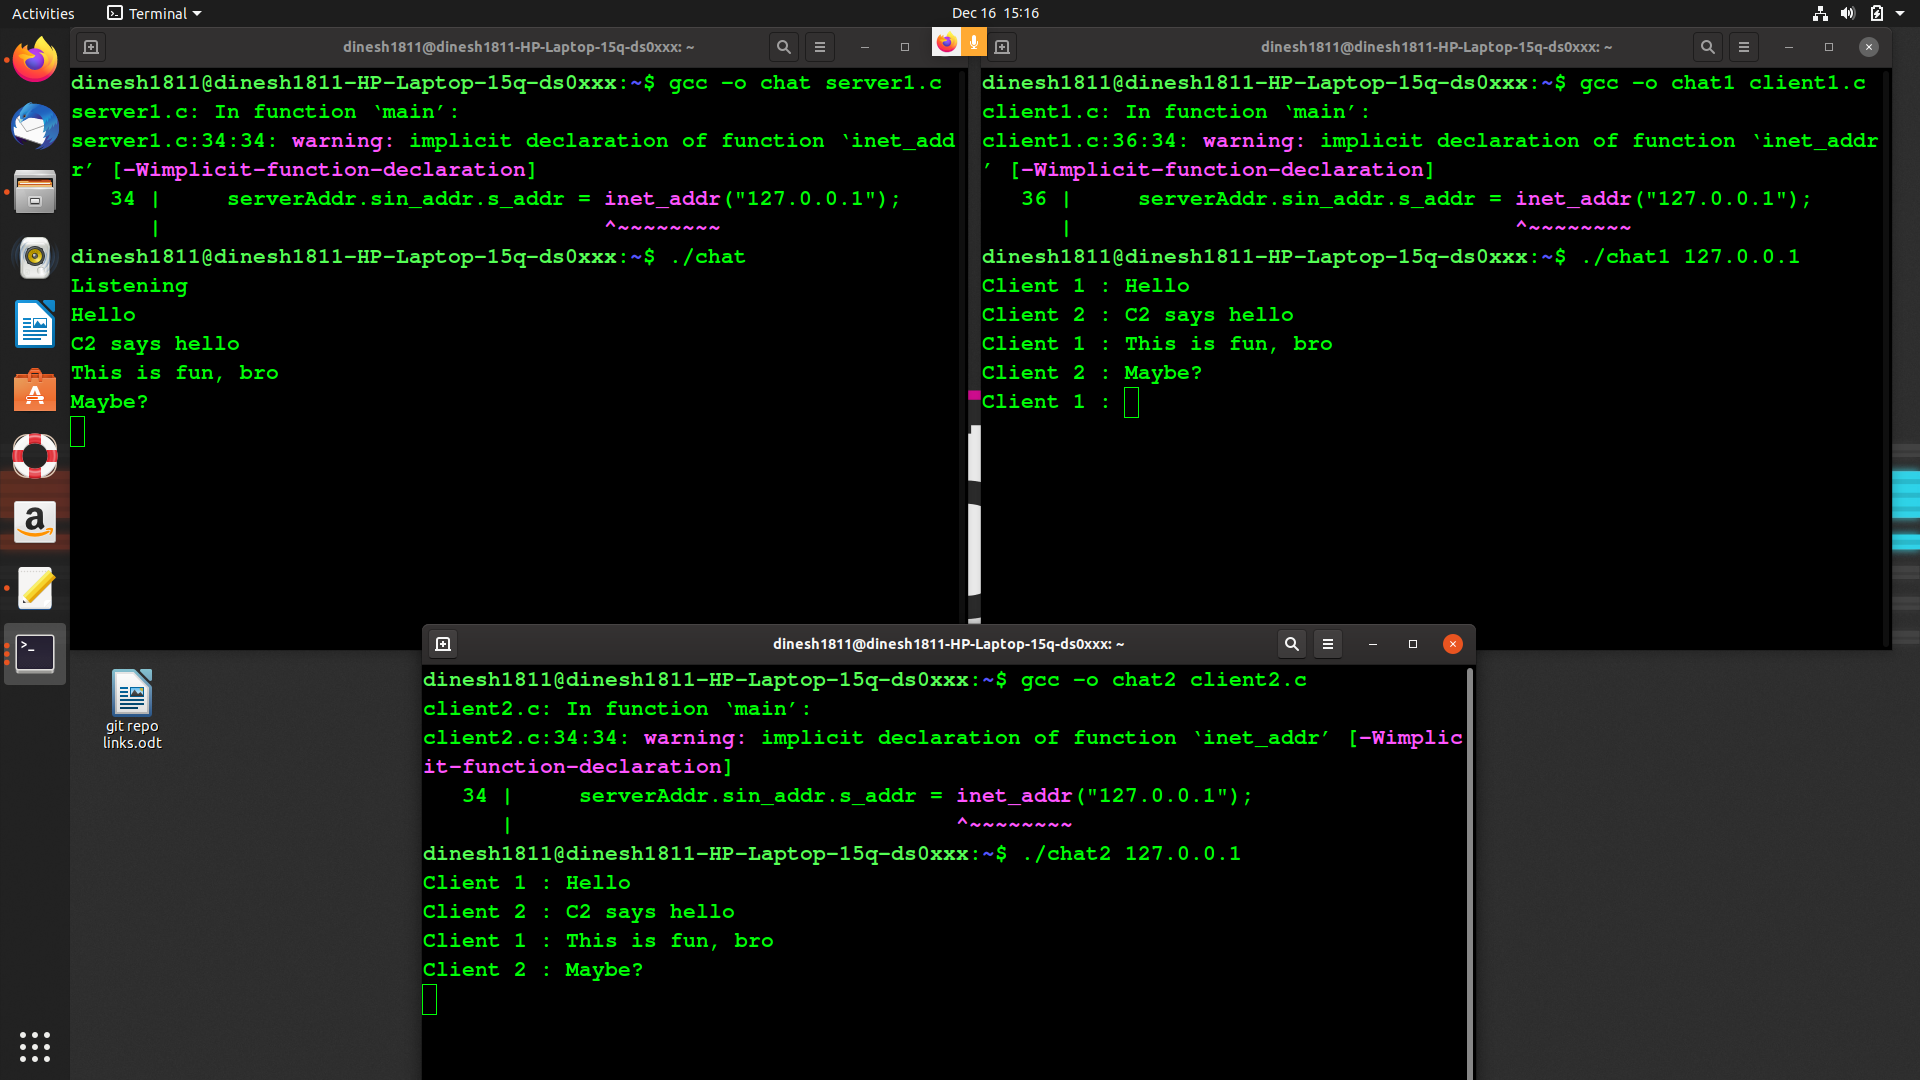 Activities
Terminal
Dec 16 15:16
dinesh1811@dinesh1811-HP-Laptop-15q-ds0xxx: ~
dinesh1811@dinesh1811-HP-Laptop-15q-ds0xxx:~$ gcc -o chat server1.c
server1.c: In function ‘main’:
server1.c:34:34: warning: implicit declaration of function ‘inet_add
r’ [-Wimplicit-function-declaration]
34 | serverAddr.sin_addr.s_addr = inet_addr("127.0.0.1");
| ^~~~~~~~~
dinesh1811@dinesh1811-HP-Laptop-15q-ds0xxx:~$ ./chat
Listening
Hello
C2 says hello
This is fun, bro
Maybe?
dinesh1811@dinesh1811-HP-Laptop-15q-ds0xxx: ~
dinesh1811@dinesh1811-HP-Laptop-15q-ds0xxx:~$ gcc -o chat1 client1.c
client1.c: In function ‘main’:
client1.c:36:34: warning: implicit declaration of function ‘inet_addr
’ [-Wimplicit-function-declaration]
36 | serverAddr.sin_addr.s_addr = inet_addr("127.0.0.1");
| ^~~~~~~~~
dinesh1811@dinesh1811-HP-Laptop-15q-ds0xxx:~$ ./chat1 127.0.0.1
Client 1 : Hello
Client 2 : C2 says hello
Client 1 : This is fun, bro
Client 2 : Maybe?
Client 1 :
git repo
links.odt
dinesh1811@dinesh1811-HP-Laptop-15q-ds0xxx: ~
dinesh1811@dinesh1811-HP-Laptop-15q-ds0xxx:~$ gcc -o chat2 client2.c
client2.c: In function ‘main’:
client2.c:34:34: warning: implicit declaration of function ‘inet_addr’ [-Wimplic
it-function-declaration]
34 | serverAddr.sin_addr.s_addr = inet_addr("127.0.0.1");
| ^~~~~~~~~
dinesh1811@dinesh1811-HP-Laptop-15q-ds0xxx:~$ ./chat2 127.0.0.1
Client 1 : Hello
Client 2 : C2 says hello
Client 1 : This is fun, bro
Client 2 : Maybe?